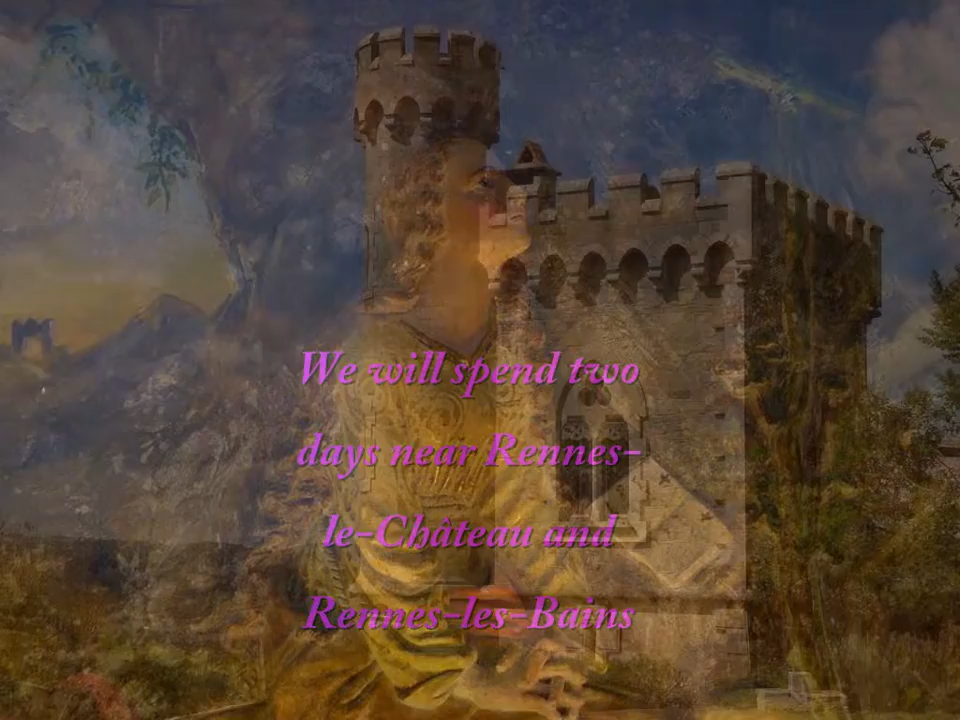 We will spend two
days near Rennes-
le-Château and
Rennes-les-Bains